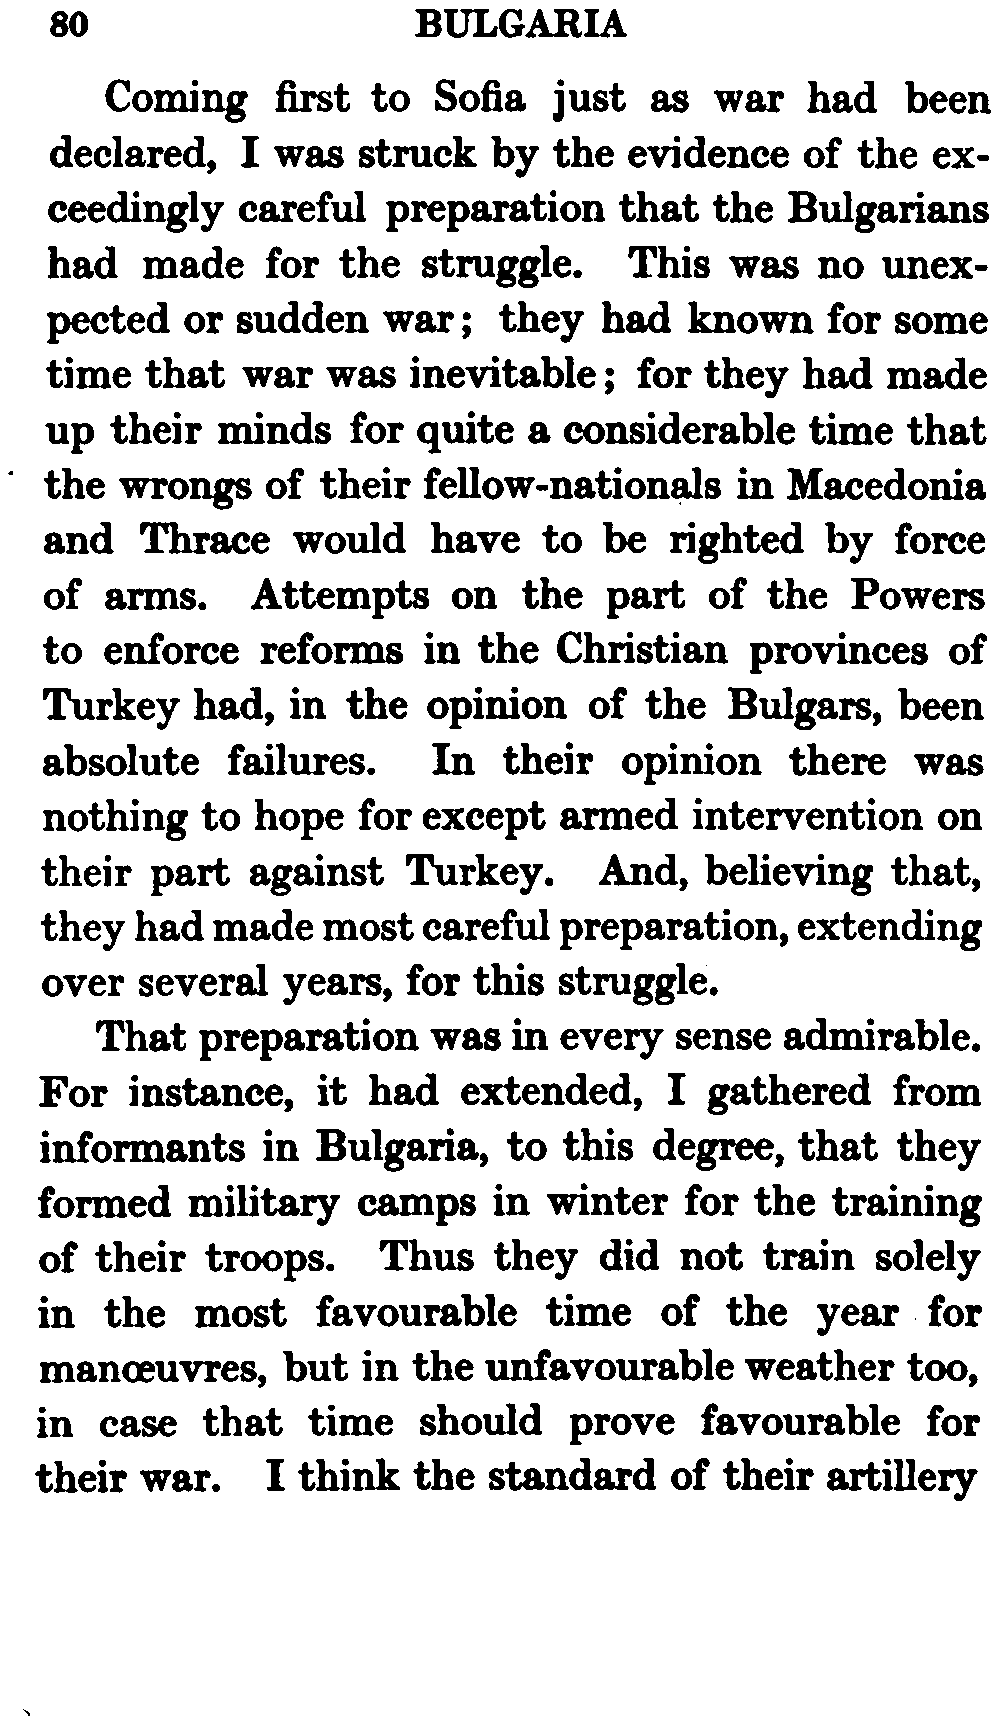 80 BULGARIA
Coming first to Sofia just as war had been
declared, I was struck by the evidence of the ex-
ceedingly careful preparation that the Bulgarians
had made for the struggle. This was no unex-
pected or sudden war; they had known for some
time that war was inevitable; for they had made
up their minds for quite a considerable time that
the wrongs of their fellow-nationals in Macedonia
and Thrace would have to be righted by force
of arms. Attempts on the part of the Powers
to enforce reforms in the Christian provinces of
Turkey had, in the opinion of the Bulgars, been
absolute failures. In their opinion there was
nothing to hope for except armed intervention on
their part against Turkey. And, believing that,
they had made most careful preparation, extending
over several years, for this struggle.
That preparation was in every sense admirable.
For instance, it had extended, I gathered from
informants in Bulgaria, to this degree, that they
formed military camps in winter for the training
of their troops. Thus they did not train solely
in the most favourable time of the year for
manœuvres, but in the unfavourable weather too,
in case that time should prove favourable for
their war. I think the standard of their artillery